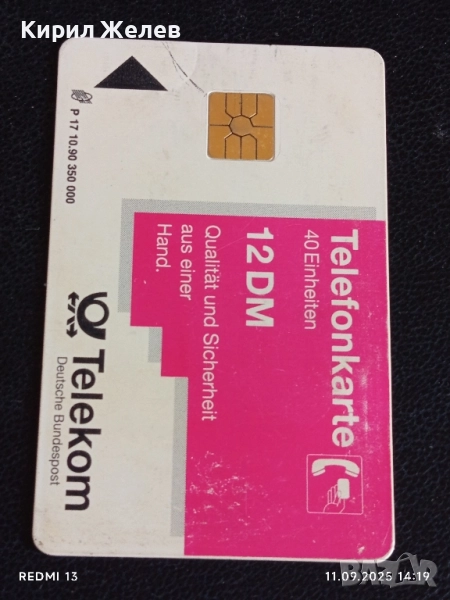 Кирил Желев
P 17 10.90 350 000
Telefonkarte
40 Einheiten
12 DM
Qualität und Sicherheit
aus einer
Hand.
Telekom
Deutsche Bundespost
REDMI 13
11.09.2025 14:19
BAZAR